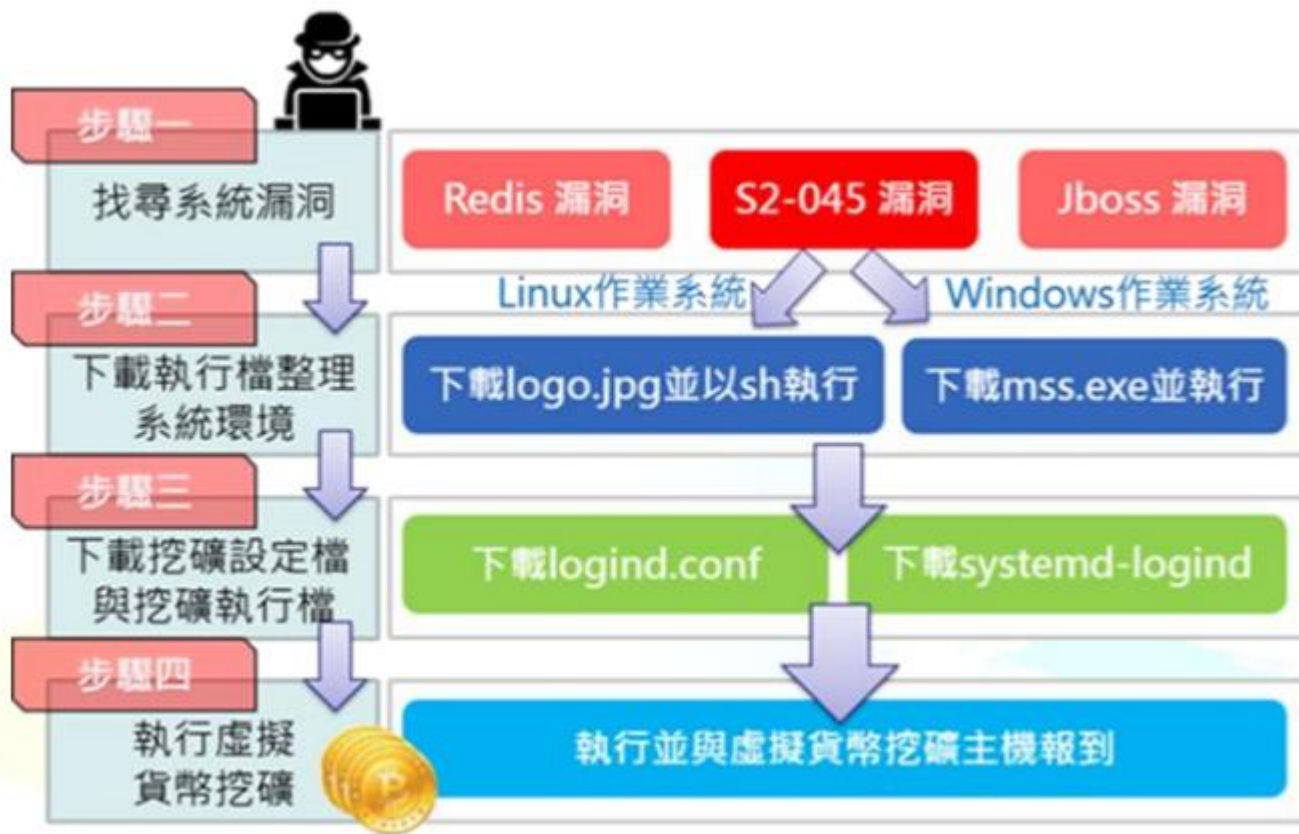 步驟一
找尋系統漏洞
Redis 漏洞
S2-045 漏洞
Jboss 漏洞
Linux作業系統
Windows作業系統
步驟二
下載執行檔整理
系統環境
下載logo.jpg並以sh執行
下載mss.exe並執行
步驟三
下載挖礦設定檔
與挖礦執行檔
下載logind.conf
下載systemd-logind
步驟四
執行虛擬
貨幣挖礦
執行並與虛擬貨幣挖礦主機報到